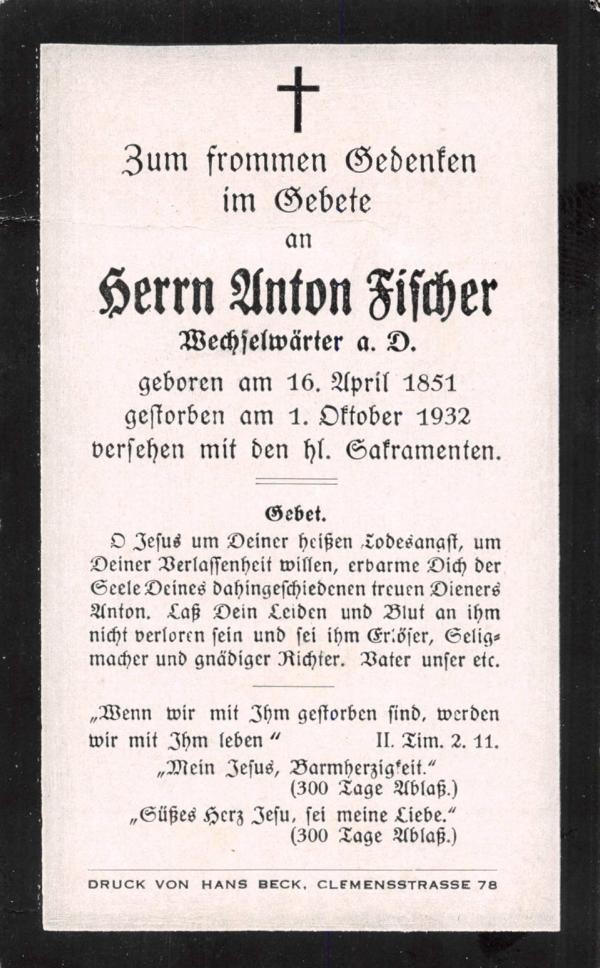 Zum frommen Gedenken
im Gebete
an
Herrn Anton Fischer
Wechselwärter a. D.
geboren am 16. April 1851
gestorben am 1. Oktober 1932
versehen mit den hl. Sakramenten.
Gebet.
O Jesus um Deiner heißen Todesangst, um
Deiner Verlassenheit willen, erbarme Dich der
Seele Deines dahingeschiedenen treuen Dieners
Anton. Laß Dein Leiden und Blut an ihm
nicht verloren sein und sei ihm Erlöser, Selig-
macher und gnädiger Richter. Vater unser etc.
„Wenn wir mit Ihm gestorben sind, werden
wir mit Ihm leben“ II. Tim. 2. 11.
„Mein Jesus, Barmherzigkeit.“
(300 Tage Ablaß.)
„Süßes Herz Jesu, sei meine Liebe.“
(300 Tage Ablaß.)
DRUCK VON HANS BECK, CLEMENSSTRASSE 78